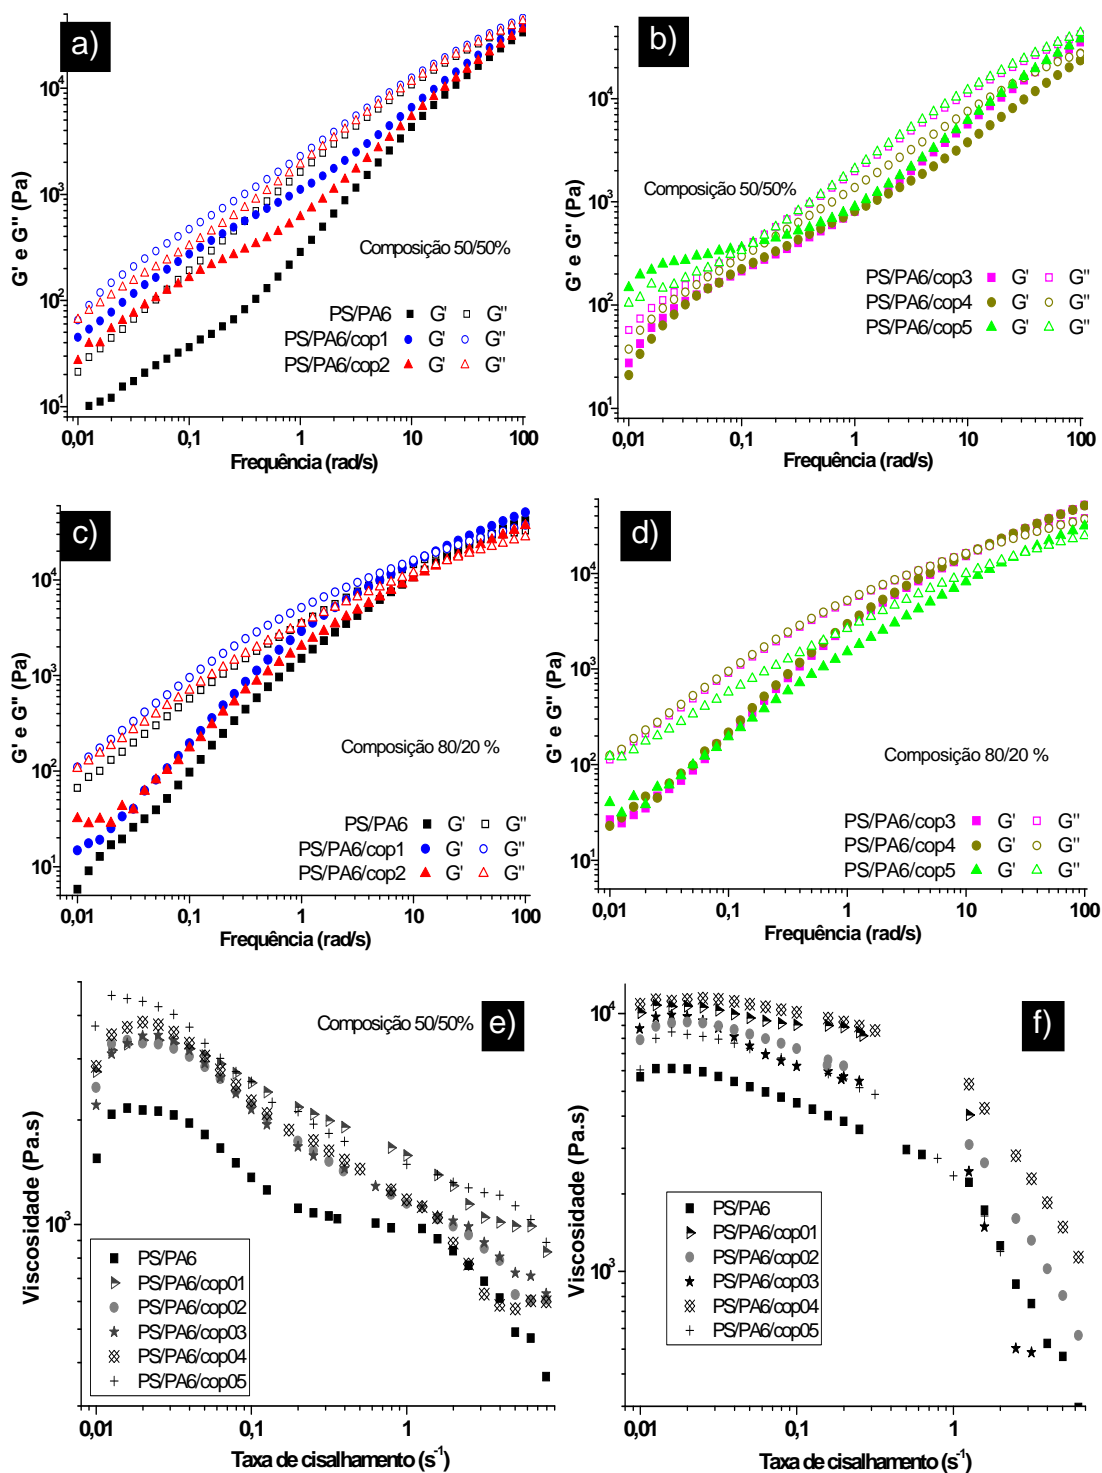 a)
G' e G'' (Pa)
10⁴
10³
10²
10¹
Composição 50/50%
PS/PA6 G' G''
PS/PA6/cop1 G' G''
PS/PA6/cop2 G' G''
0,01 0,1 1 10 100
Frequência (rad/s)
b)
G' e G'' (Pa)
10⁴
10³
10²
10¹
Composição 50/50%
PS/PA6/cop3 G' G''
PS/PA6/cop4 G' G''
PS/PA6/cop5 G' G''
0,01 0,1 1 10 100
Frequência (rad/s)
c)
G' e G'' (Pa)
10⁴
10³
10²
10¹
Composição 80/20 %
PS/PA6 G' G''
PS/PA6/cop1 G' G''
PS/PA6/cop2 G' G''
0,01 0,1 1 10 100
Frequência (rad/s)
d)
G' e G'' (Pa)
10⁴
10³
10²
10¹
Composição 80/20 %
PS/PA6/cop3 G' G''
PS/PA6/cop4 G' G''
PS/PA6/cop5 G' G''
0,01 0,1 1 10 100
Frequência (rad/s)
e)
Composição 50/50%
Viscosidade (Pa.s)
10³
PS/PA6
PS/PA6/cop01
PS/PA6/cop02
PS/PA6/cop03
PS/PA6/cop04
PS/PA6/cop05
0,01 0,1 1
Taxa de cisalhamento (s⁻¹)
f)
Viscosidade (Pa.s)
10⁴
10³
PS/PA6
PS/PA6/cop01
PS/PA6/cop02
PS/PA6/cop03
PS/PA6/cop04
PS/PA6/cop05
0,01 0,1 1
Taxa de cisalhamento (s⁻¹)